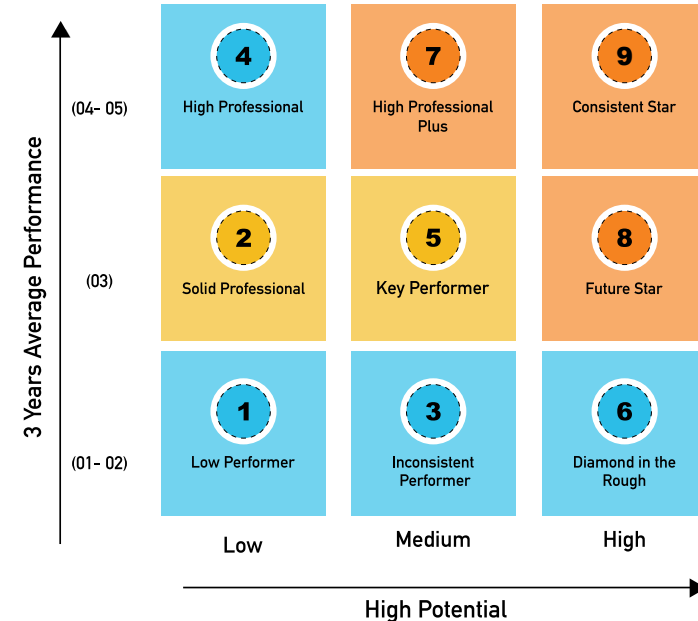 3 Years Average Performance
(04- 05)
4
High Professional
7
High Professional
Plus
9
Consistent Star
(03)
2
Solid Professional
5
Key Performer
8
Future Star
(01- 02)
1
Low Performer
3
Inconsistent
Performer
6
Diamond in the
Rough
Low
Medium
High
High Potential